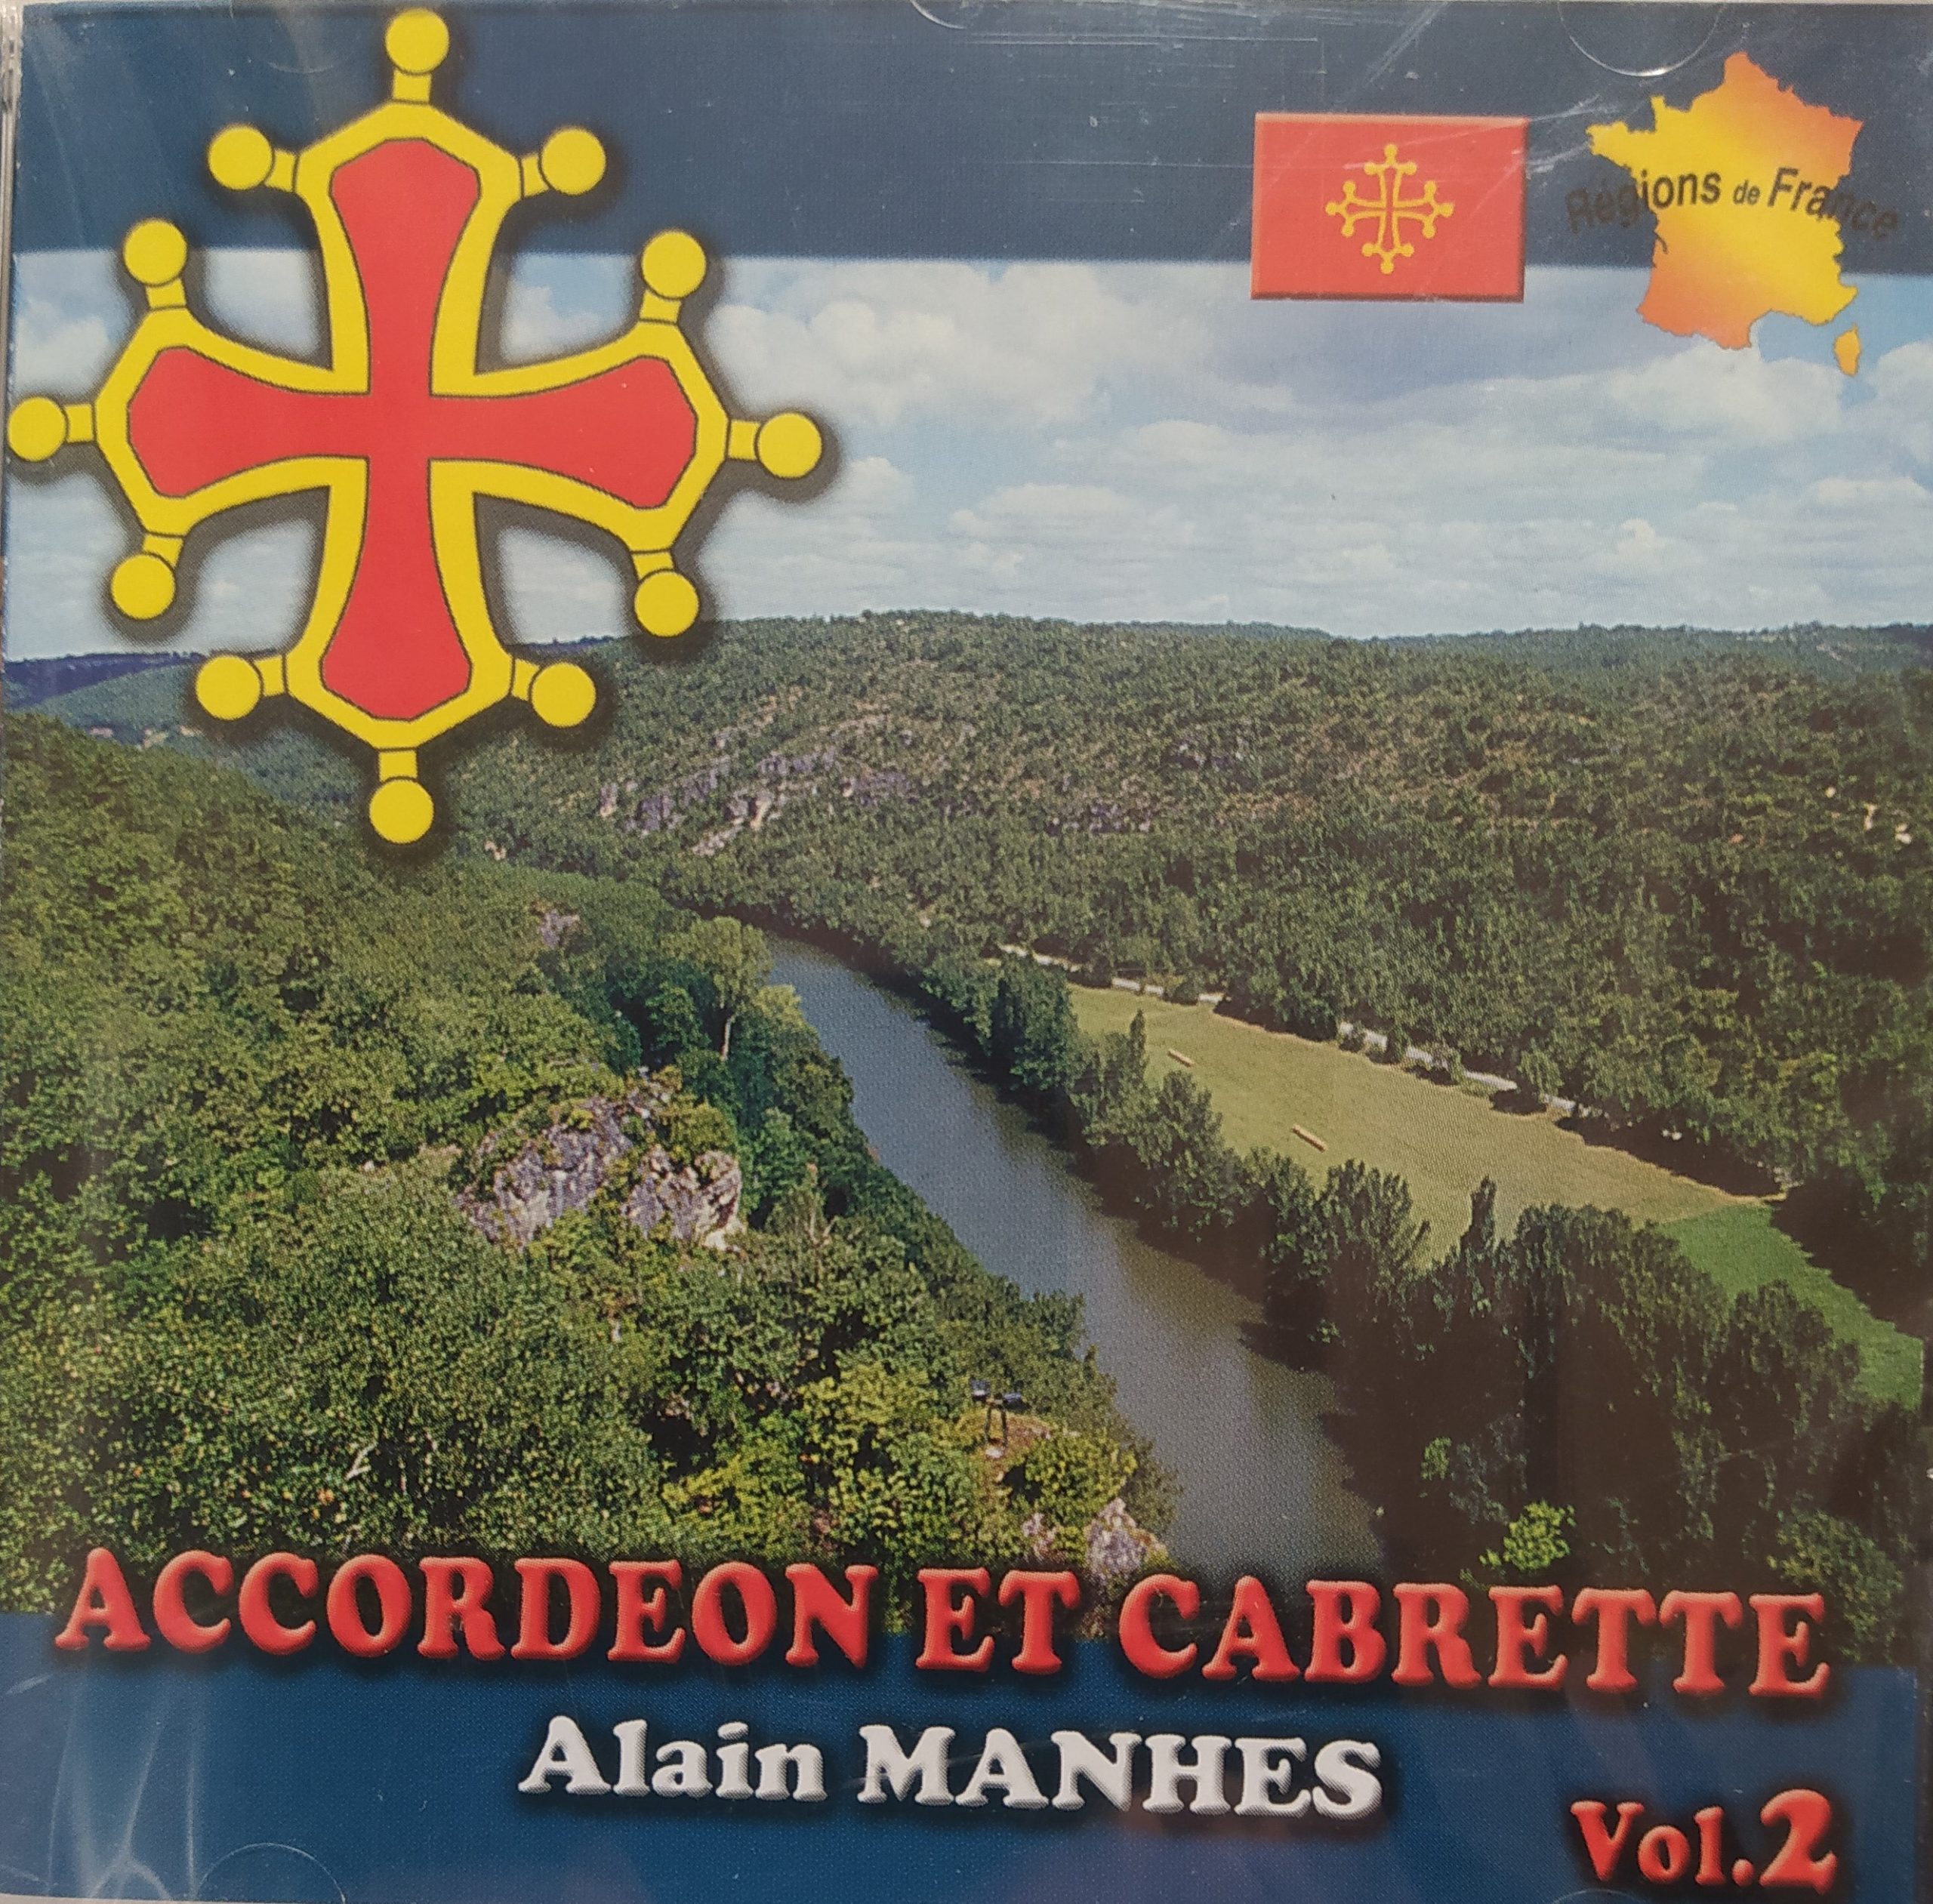 Régions de France
ACCORDEON ET CABRETTE
Alain MANHES
Vol.2